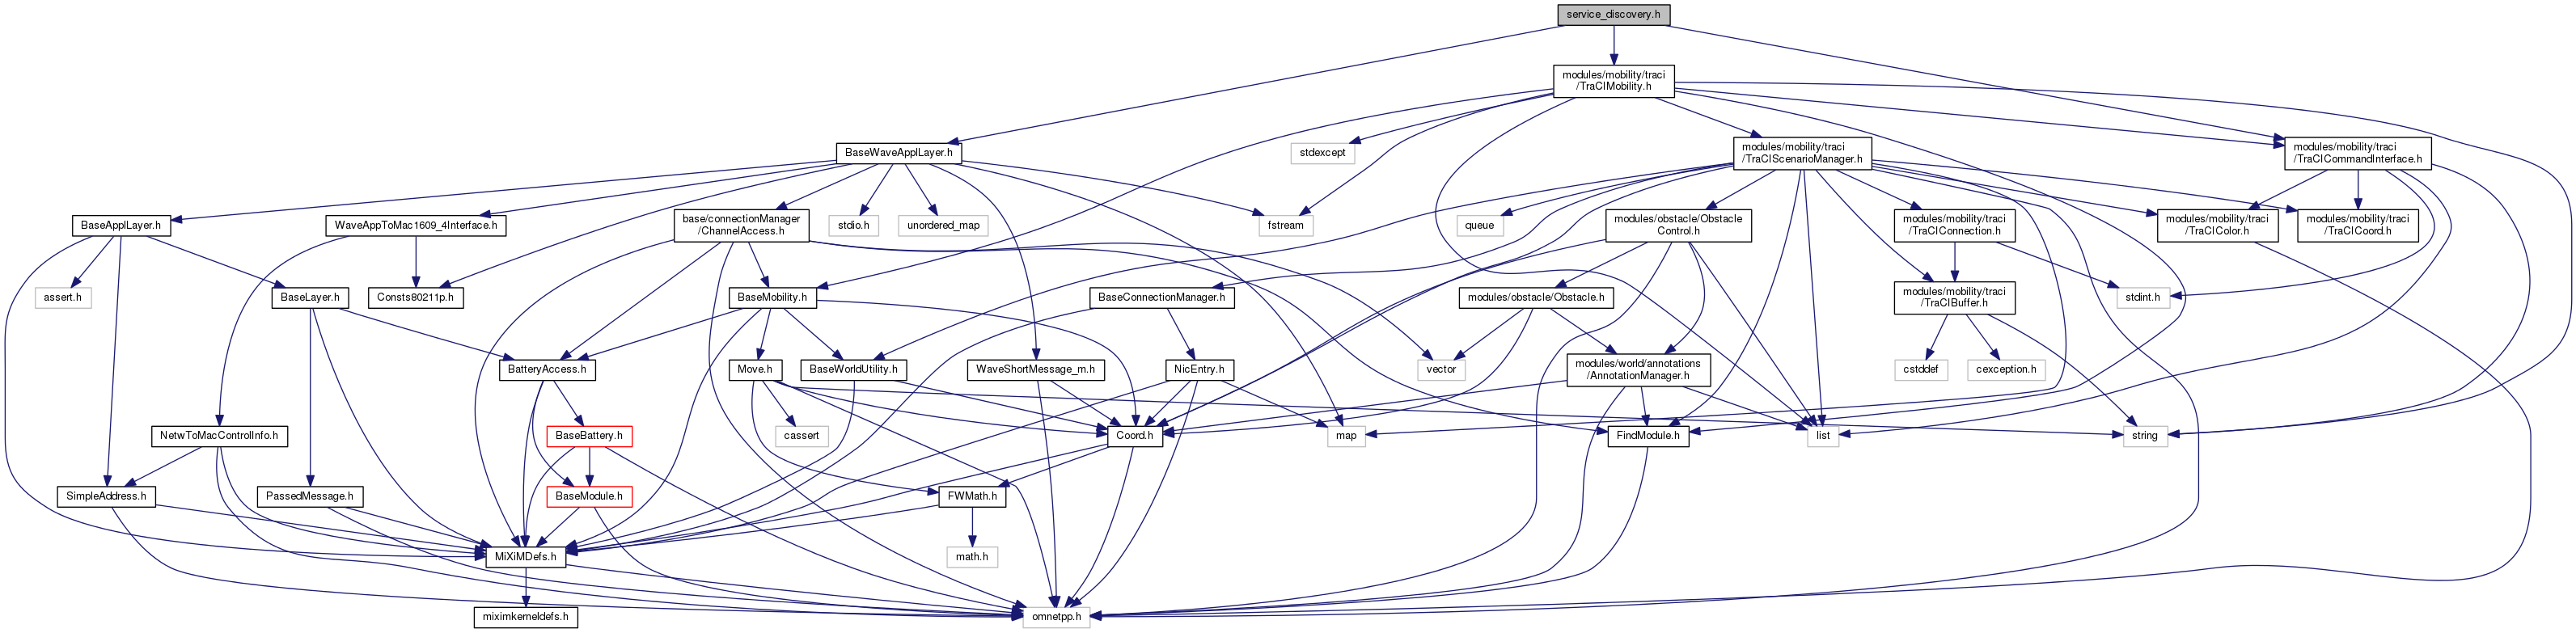 service_discovery.h
modules/mobility/traci
/TraCIMobility.h
BaseWaveApplLayer.h
stdexcept
modules/mobility/traci
/TraCIScenarioManager.h
modules/mobility/traci
/TraCICommandInterface.h
BaseApplLayer.h
WaveAppToMac1609_4Interface.h
base/connectionManager
/ChannelAccess.h
stdio.h
unordered_map
fstream
queue
modules/obstacle/Obstacle
Control.h
modules/mobility/traci
/TraCIConnection.h
modules/mobility/traci
/TraCIColor.h
modules/mobility/traci
/TraCICoord.h
assert.h
BaseLayer.h
Consts80211p.h
BaseMobility.h
BaseConnectionManager.h
modules/obstacle/Obstacle.h
modules/mobility/traci
/TraCIBuffer.h
stdint.h
BatteryAccess.h
Move.h
BaseWorldUtility.h
WaveShortMessage_m.h
NicEntry.h
vector
modules/world/annotations
/AnnotationManager.h
cstddef
cexception.h
NetwToMacControlInfo.h
BaseBattery.h
cassert
Coord.h
map
FindModule.h
list
string
SimpleAddress.h
PassedMessage.h
BaseModule.h
FWMath.h
MiXiMDefs.h
math.h
miximkerneldefs.h
omnetpp.h